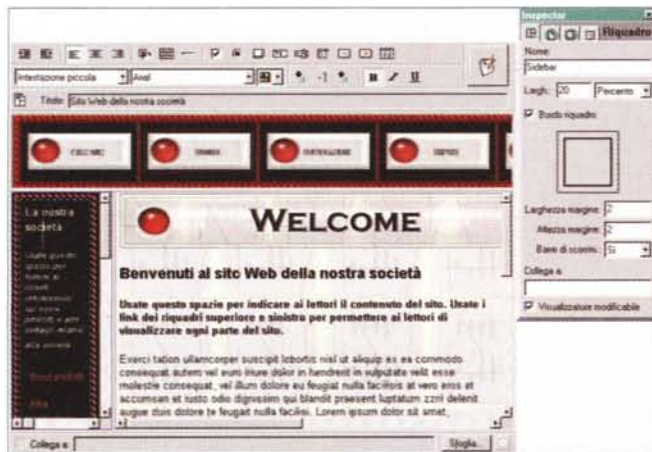 Inspector
Riquadro
Nome:
Sidebar
Largh.: 20 Percento
Bordo riquadro
Larghezza margine: 2
Altezza margine: 2
Barre di scorrim.: Sì
Collega a:
Visualizzatore modificabile
Intestazione piccola Arial
-1 B I U
Titolo: Sito Web della nostra società
La nostra
società
Usate questo
spazio per
WELCOME
Benvenuti al sito Web della nostra società
Usate questo spazio per indicare ai lettori il contenuto del sito. Usate i
link dei riquadri superiore o sinistro per permettere ai lettori di
visualizzare ogni parte del sito.
Exerci tation ullamcorper suscipit lobortis nisl ut aliquip ex ea commodo
consequat autem vel eum iriure dolor in hendrerit in vulputate velit esse
molestie consequat, vel illum dolore eu feugiat nulla facilisis at vero eros et
accumsan et iusto odio dignissim qui blandit praesent luptatum zzril delenit
augue duis dolore te feugait nulla facilisi. Lorem ipsum dolor sit amet,
Collega a: Sfoglia...